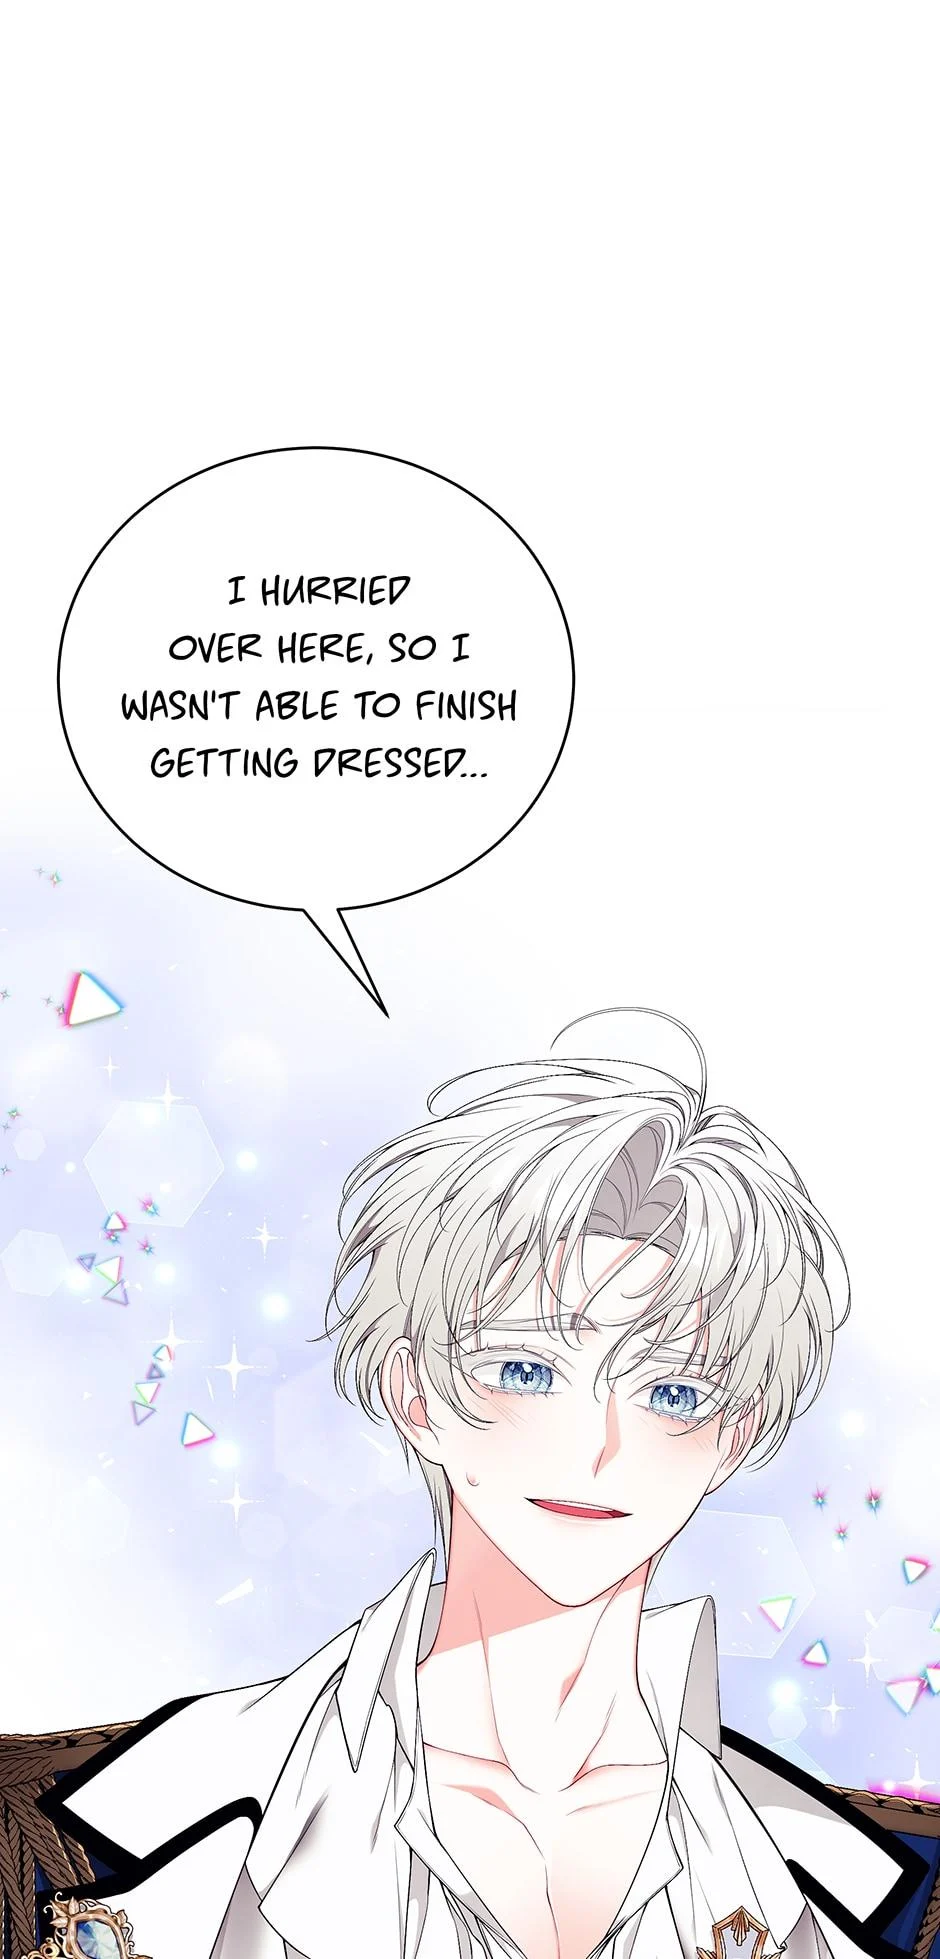 I HURRIED
OVER HERE, SO I
WASN'T ABLE TO FINISH
GETTING DRESSED...